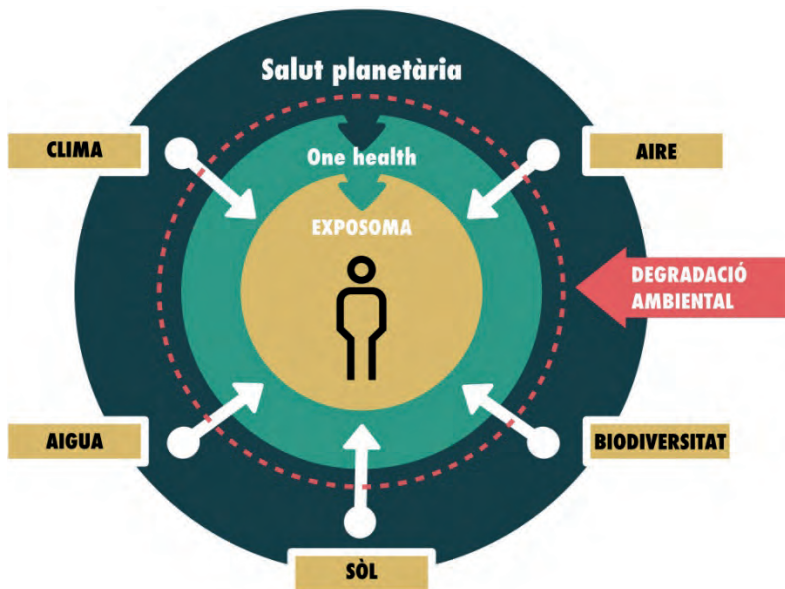 Salut planetària
CLIMA
AIRE
One health
EXPOSOMA
DEGRADACIÓ
AMBIENTAL
AIGUA
BIODIVERSITAT
SÒL